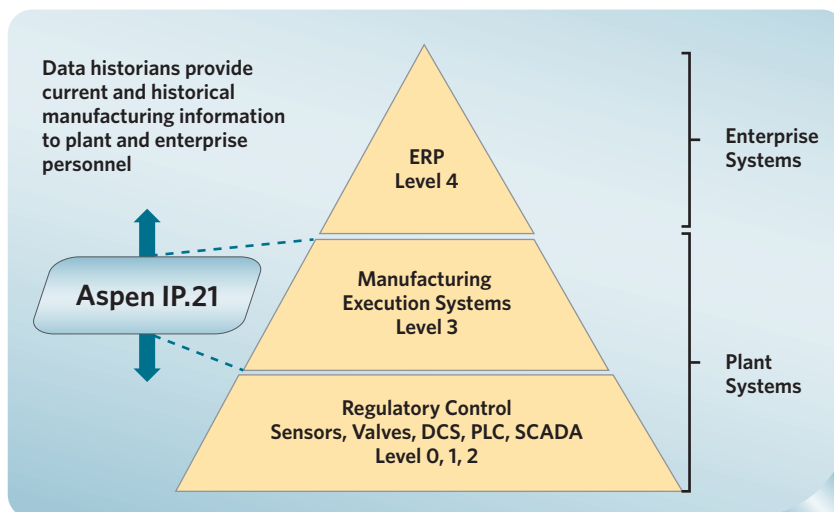 Data historians provide
current and historical
manufacturing information
to plant and enterprise
personnel
ERP
Level 4
Enterprise
Systems
Aspen IP.21
Manufacturing
Execution Systems
Level 3
Plant
Systems
Regulatory Control
Sensors, Valves, DCS, PLC, SCADA
Level 0, 1, 2